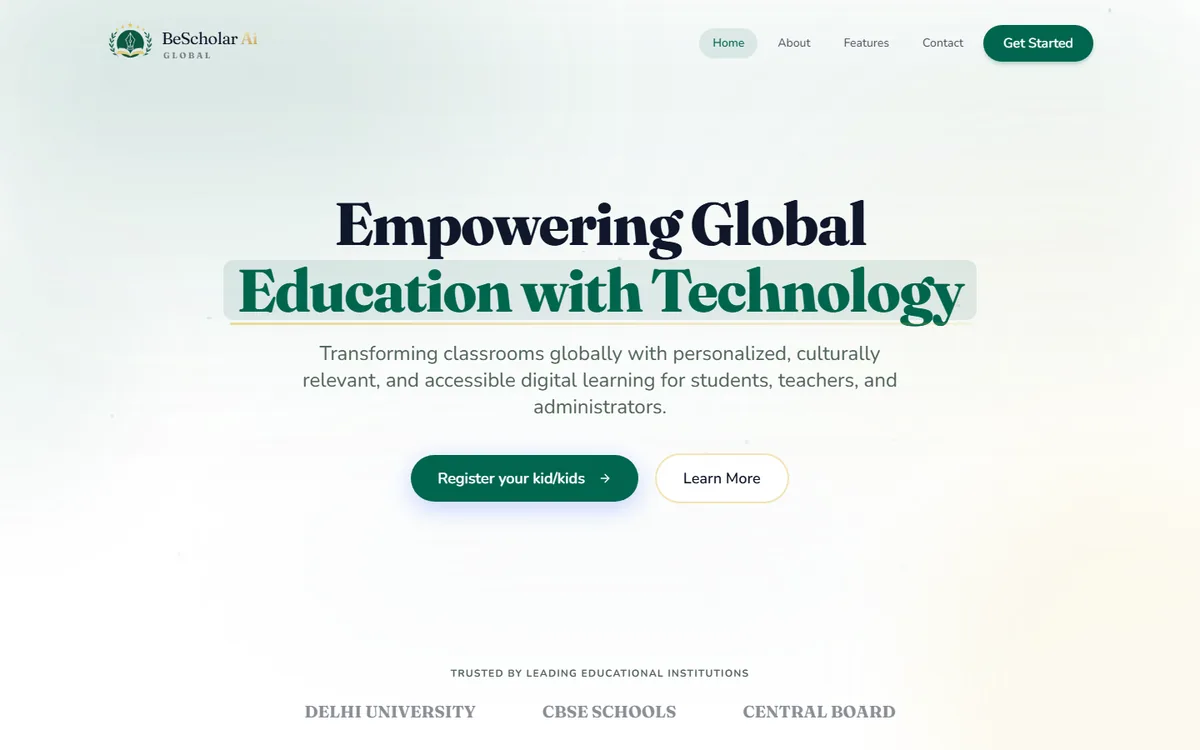 BeScholar Ai
GLOBAL
Home
About
Features
Contact
Get Started
Empowering Global
Education with Technology
Transforming classrooms globally with personalized, culturally
relevant, and accessible digital learning for students, teachers, and
administrators.
Register your kid/kids →
Learn More
TRUSTED BY LEADING EDUCATIONAL INSTITUTIONS
DELHI UNIVERSITY
CBSE SCHOOLS
CENTRAL BOARD